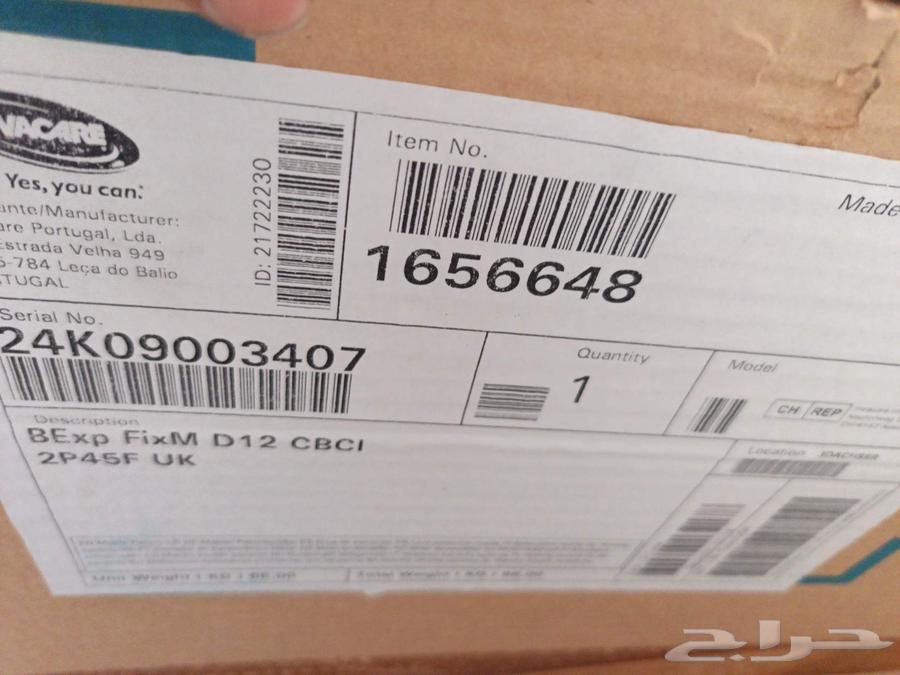 VACARE
Yes, you can.
ante/Manufacturer:
are Portugal, Lda.
Estrada Velha 949
5-784 Leça do Balio
TUGAL
ID: 21722230
Item No.
1656648
Made
Serial No.
24K09003407
Quantity
1
Model
CH REP
Description
BExp FixM D12 CBCI
2P45F UK
Location
حراج